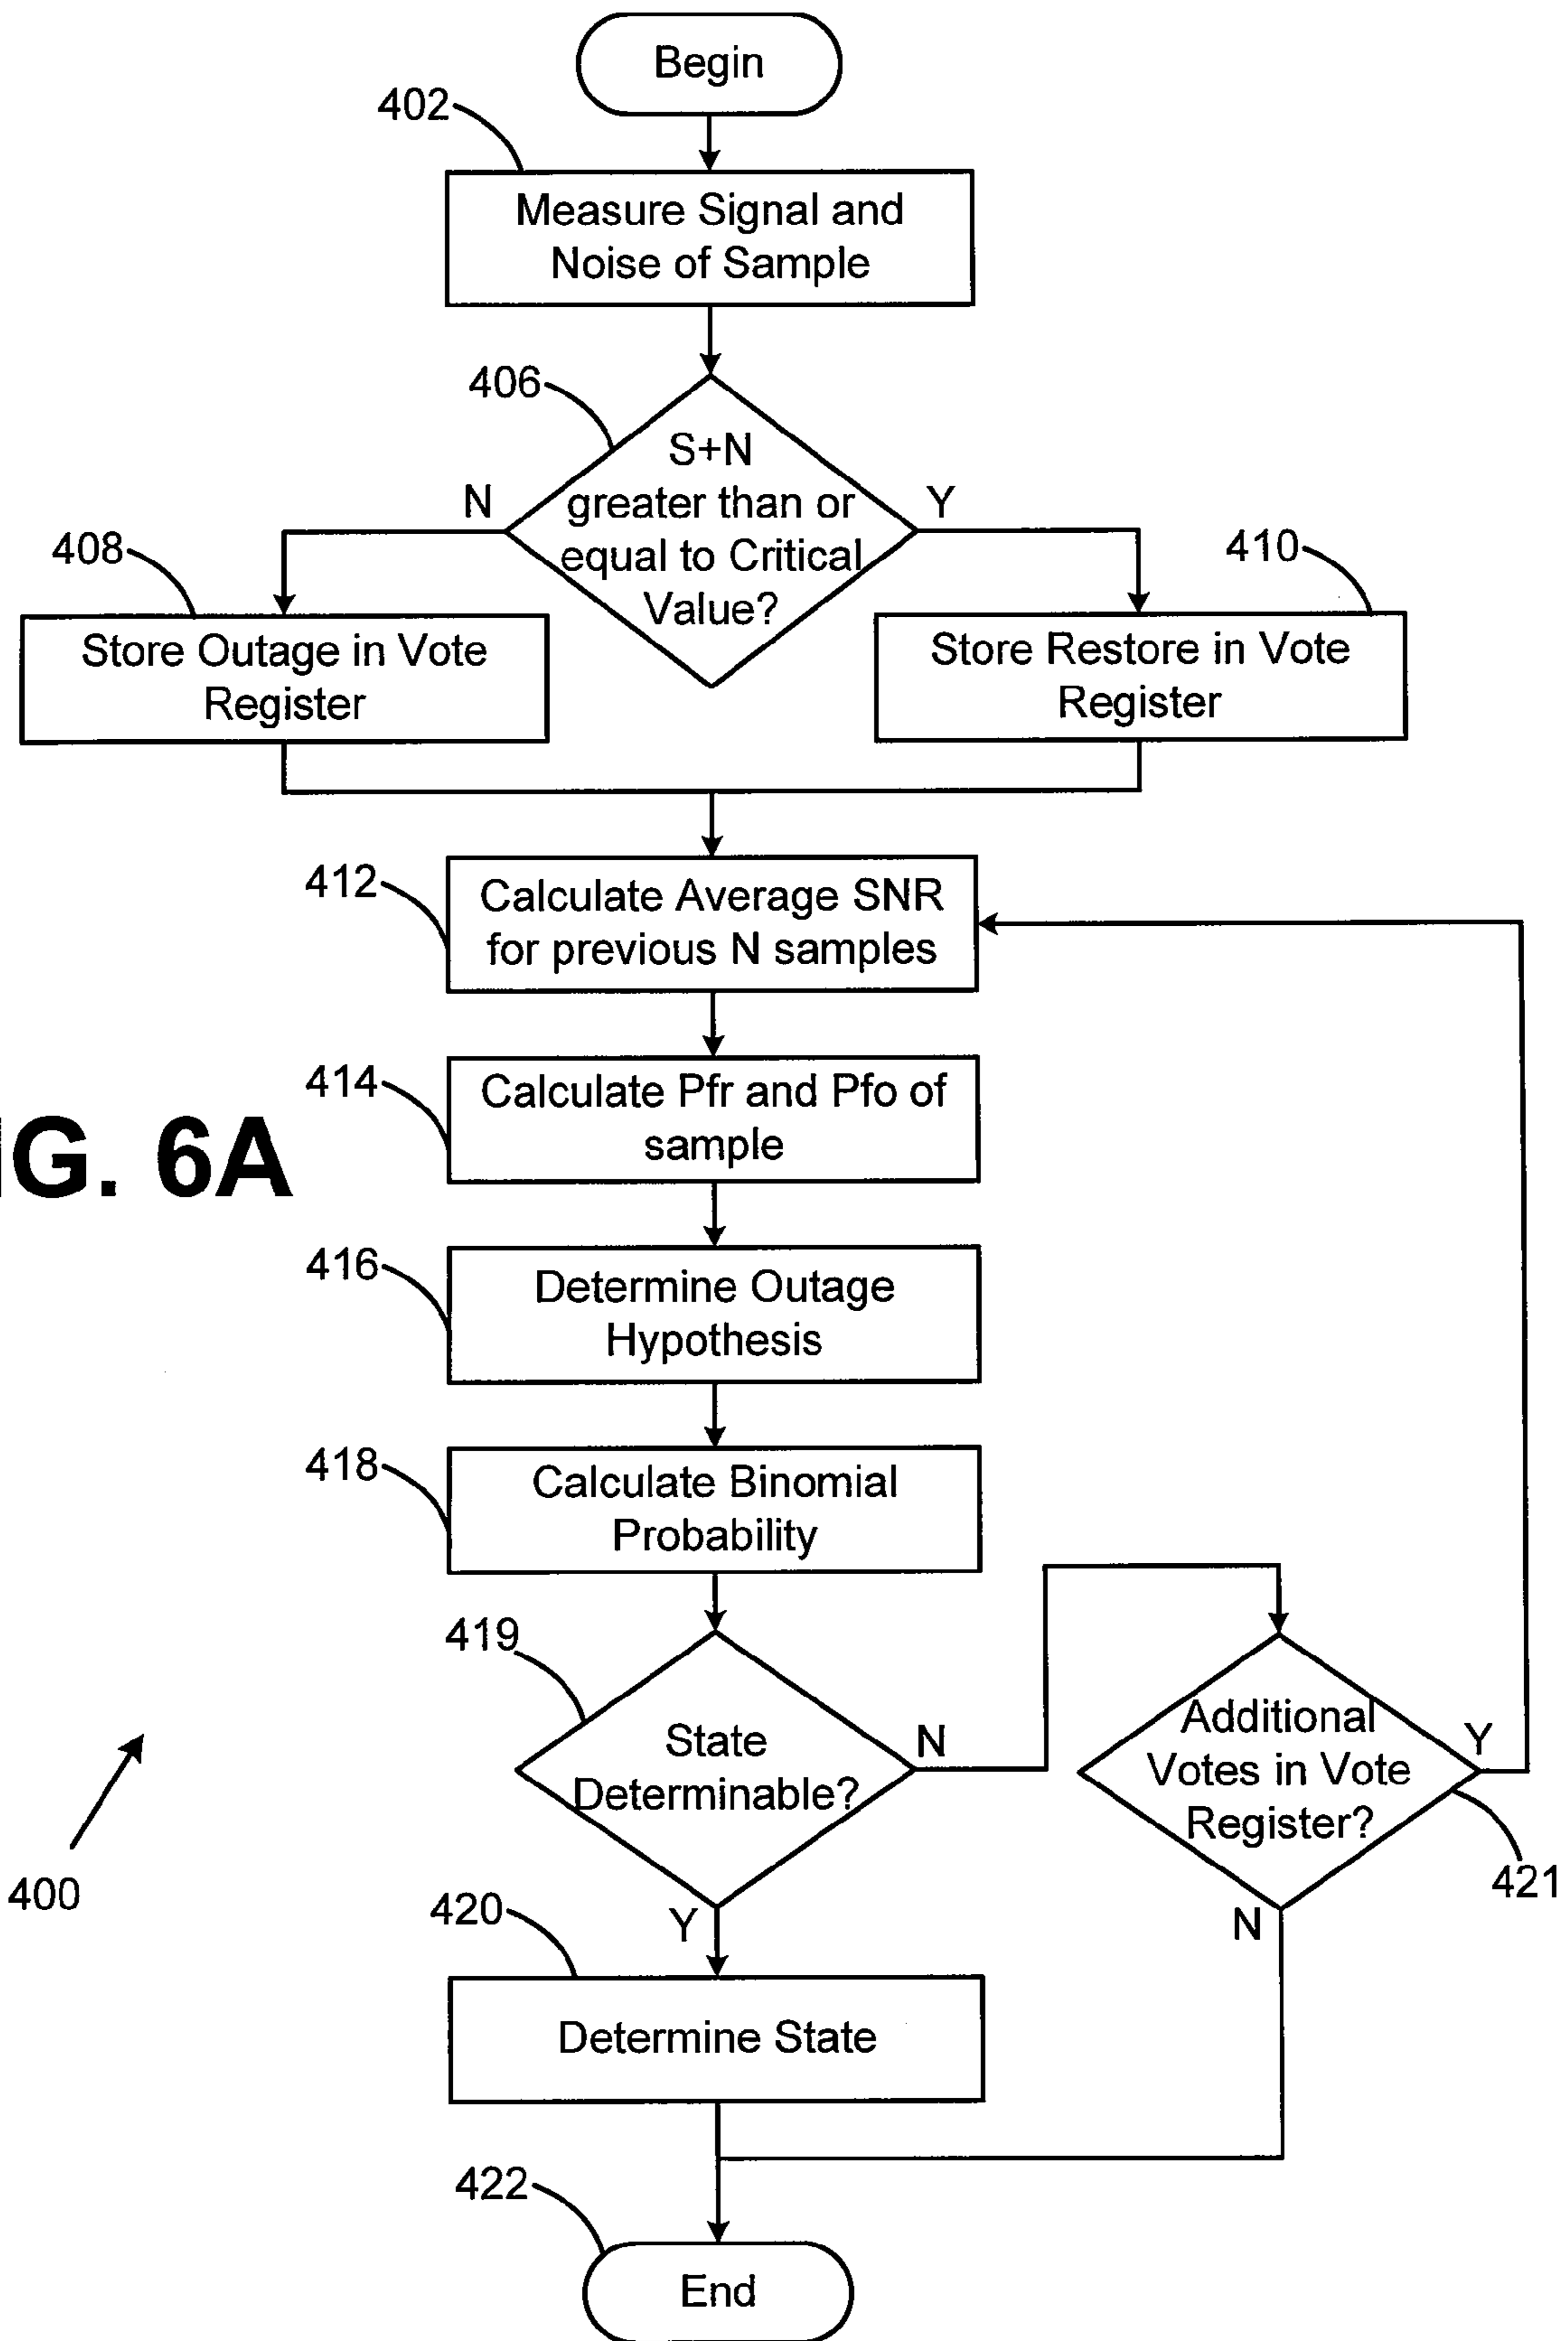 Begin
402
Measure Signal and
Noise of Sample
406
S+N
greater than or
equal to Critical
Value?
N
Y
408
Store Outage in Vote
Register
410
Store Restore in Vote
Register
412
Calculate Average SNR
for previous N samples
414
Calculate Pfr and Pfo of
sample
G. 6A
416
Determine Outage
Hypothesis
418
Calculate Binomial
Probability
419
State
Determinable?
N
Additional
Votes in Vote
Register?
Y
421
400
Y
N
420
Determine State
422
End